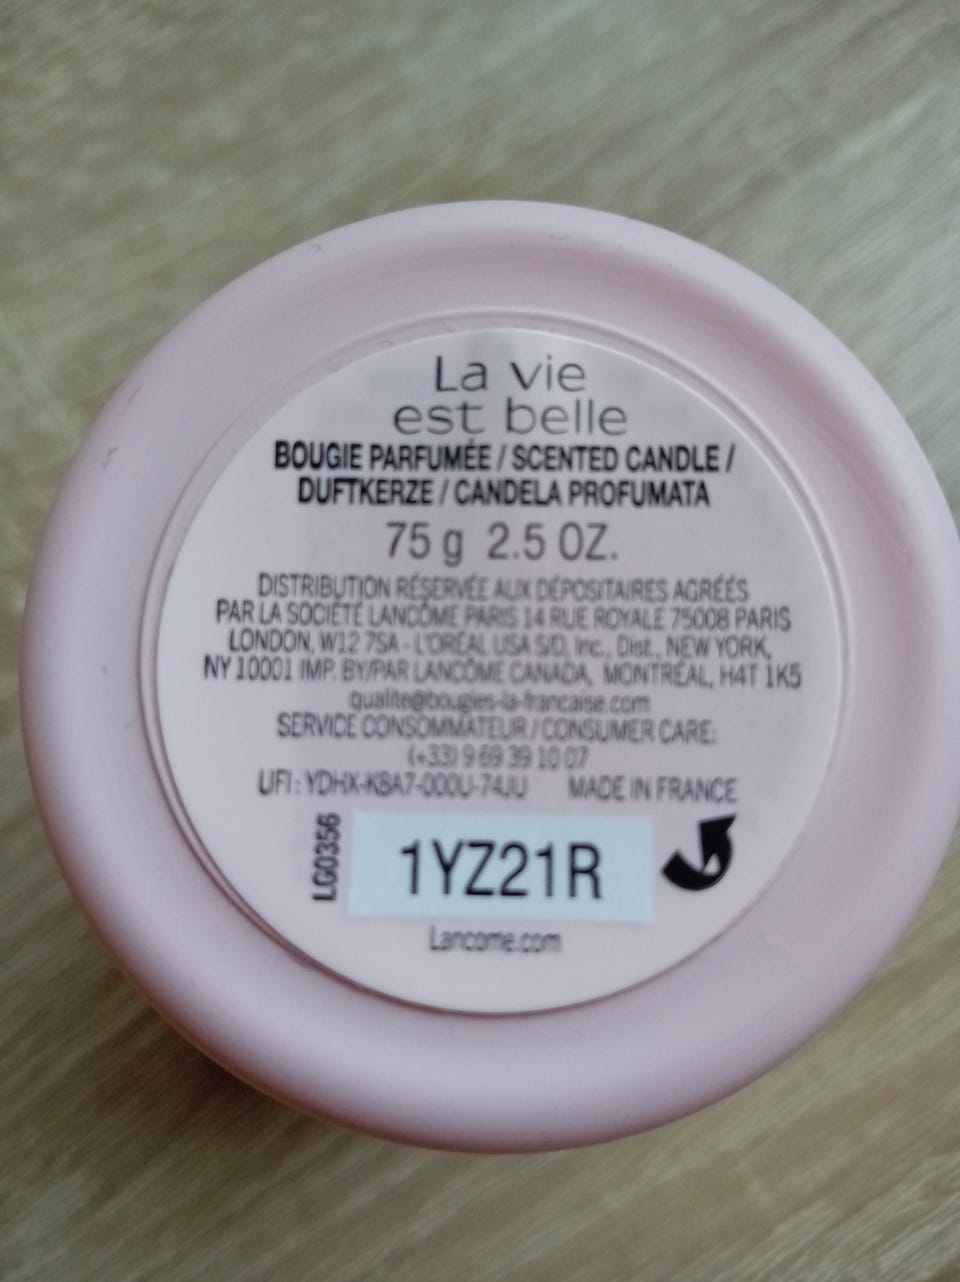 La vie
est belle
BOUGIE PARFUMÉE / SCENTED CANDLE /
DUFTKERZE / CANDELA PROFUMATA
75 g 2.5 OZ.
DISTRIBUTION RÉSERVÉE AUX DÉPOSITAIRES AGRÉÉS
PAR LA SOCIÉTÉ LANCÔME PARIS 14 RUE ROYALE 75008 PARIS
LONDON, W12 7SA - L'ORÉAL USA S/D, Inc., Dist., NEW YORK,
NY 10001 IMP. BY/PAR LANCÔME CANADA, MONTRÉAL, H4T 1K5
qualite@bougies-la-francaise.com
SERVICE CONSOMMATEUR / CONSUMER CARE:
(+33) 9 69 39 10 07
UFI: YDHX-K8A7-000U-74JU MADE IN FRANCE
LG0356
1YZ21R
Lancome.com